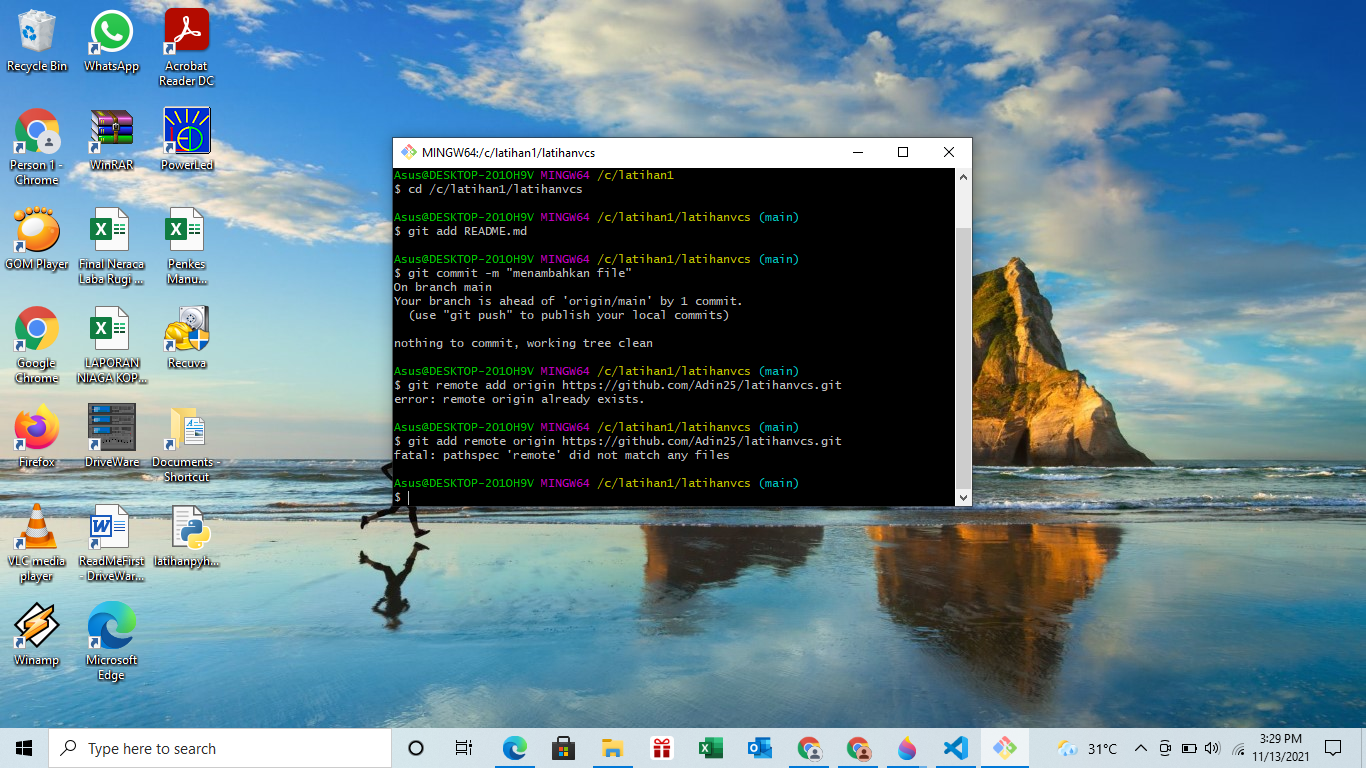 Recycle Bin
WhatsApp
Acrobat
Reader DC
Person 1 -
Chrome
WinRAR
PowerLed
GOM Player
Final Neraca
Laba Rugi ...
Penkes
Manu...
Google
Chrome
LAPORAN
NIAGA KOP...
Recuva
Firefox
DriveWare
Documents -
Shortcut
VLC media
player
ReadMeFirst
- DriveWar...
latihanpyh...
Winamp
Microsoft
Edge
MINGW64:/c/latihan1/latihanvcs
Asus@DESKTOP-201OH9V MINGW64 /c/latihan1
$ cd /c/latihan1/latihanvcs
Asus@DESKTOP-201OH9V MINGW64 /c/latihan1/latihanvcs (main)
$ git add README.md
Asus@DESKTOP-201OH9V MINGW64 /c/latihan1/latihanvcs (main)
$ git commit -m "menambahkan file"
On branch main
Your branch is ahead of 'origin/main' by 1 commit.
(use "git push" to publish your local commits)
nothing to commit, working tree clean
Asus@DESKTOP-201OH9V MINGW64 /c/latihan1/latihanvcs (main)
$ git remote add origin https://github.com/Adin25/latihanvcs.git
error: remote origin already exists.
Asus@DESKTOP-201OH9V MINGW64 /c/latihan1/latihanvcs (main)
$ git add remote origin https://github.com/Adin25/latihanvcs.git
fatal: pathspec 'remote' did not match any files
Asus@DESKTOP-201OH9V MINGW64 /c/latihan1/latihanvcs (main)
$
Type here to search
31°C
3:29 PM
11/13/2021